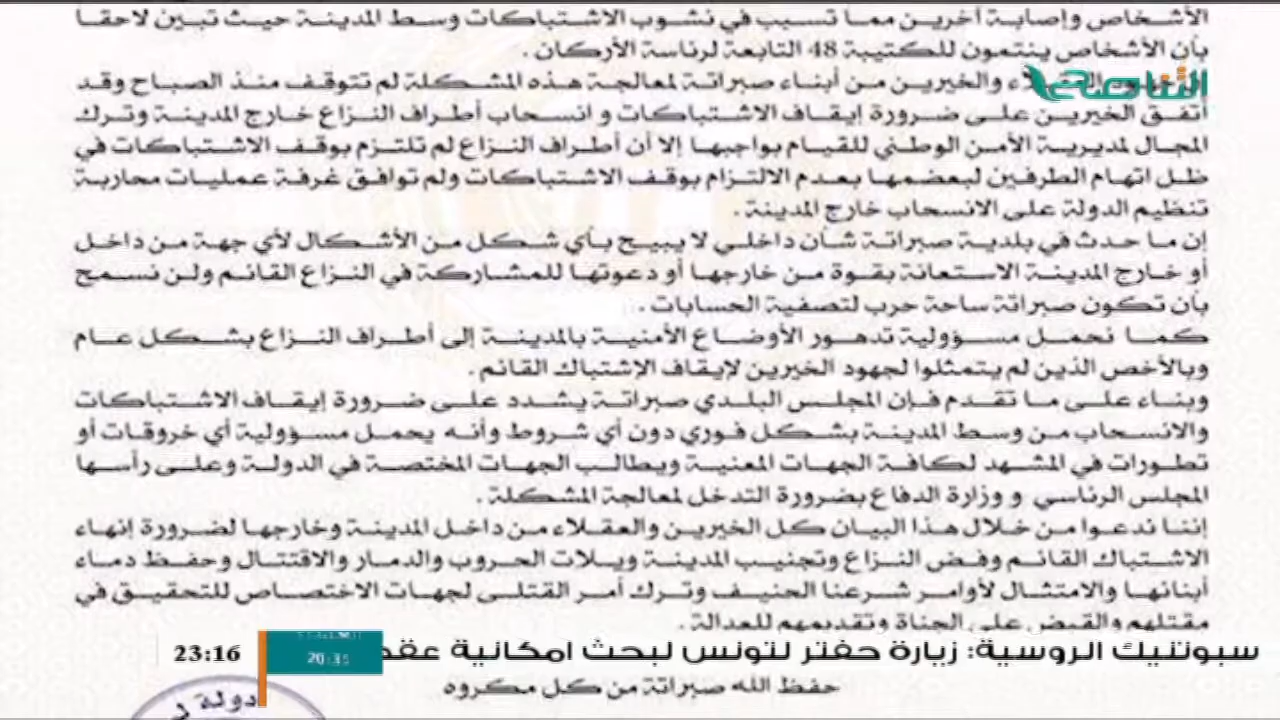 الأشخاص وإصابة آخرين مما تسبب في نشوب الاشتباكات وسط المدينة حيث تبين لاحقا
بأن الأشخاص ينتمون للكتيبة 48 التابعة لرئاسة الأركان .
والخيرين من أبناء صبراتة لمعالجة هذه المشكلة لم تتوقف منذ الصباح وقد
الناصح
أتفق الخيرين على ضرورة إيقاف الاشتباكات و انسحاب أطراف النزاع خارج المدينة وترك
المجال لمديرية الأمن الوطني للقيام بواجبها إلا أن أطراف النزاع لم تلتزم بوقف الاشتباكات في
ظل اتهام الطرفين لبعضمها بعدم الالتزام بوقف الاشتباكات ولم توافق غرفة عمليات محاربة
تنظيم الدولة على الانسحاب خارج المدينة .
إن ما حدث في بلدية صبراتة شان داخلي لا يبيح بأي شكل من الأشكال لأي جهة من داخل
أو خارج المدينة الاستعانة بقوة من خارجها أو دعوتها للمشاركة في النزاع القائم ولن نسمح
بأن تكون صبراتة ساحة حرب لتصفية الحسابات .
كما نحمل مسؤولية تدهور الأوضاع الأمنية بالمدينة إلى أطراف النزاع بشكل عام
وبالأخص الذين لم يتمثلوا لجهود الخيرين لإيقاف الإشتباك القائم .
وبناء على ما تقدم فإن المجلس البلدي صبراتة يشدد على ضرورة إيقاف الاشتباكات
والانسحاب من وسط المدينة بشكل فوري دون أي شروط وأنه يحمل مسؤولية أي خروقات أو
تطورات في المشهد لكافة الجهات المعنية ويطالب الجهات المختصة في الدولة وعلى رأسها
المجلس الرئاسي و وزارة الدفاع بضرورة التدخل لمعالجة المشكلة .
إننا ندعوا من خلال هذا البيان كل الخيرين والعقلاء من داخل المدينة وخارجها لضرورة إنهاء
الاشتباك القائم وفض النزاع وتجنيب المدينة ويلات الحروب والدمار والاقتتال وحفظ دماء
أبنائها والامتثال لأوامر شرعنا الحنيف وترك أمر القتلى لجهات الاختصاص للتحقيق في
مقتلهم والقبض على الجناة وتقديمهم للعدالة .
سبوتنيك الروسية: زيارة حفتر لتونس لبحث امكانية عقد
23:16
حفظ الله صبراتة من كل مكروه
دولة